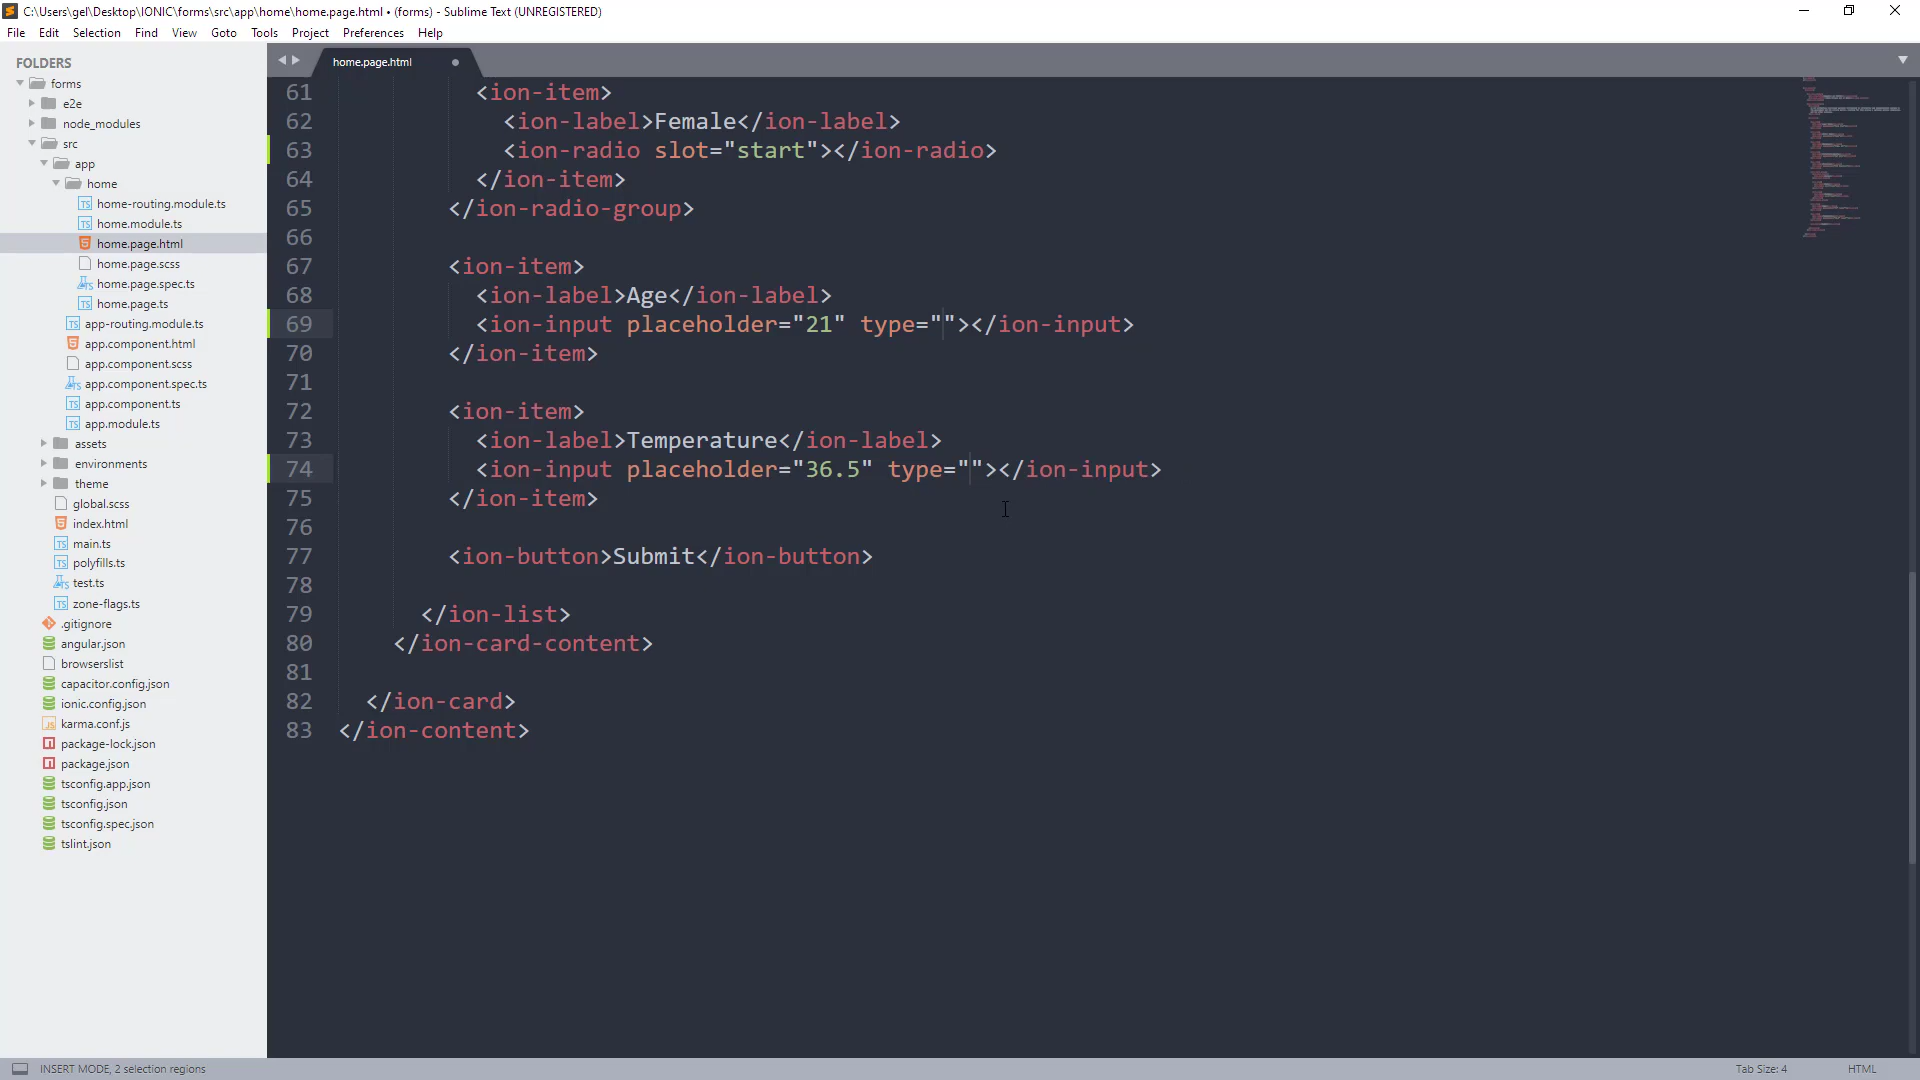 C:\Users\gel\Desktop\IONIC\forms\src\app\home\home.page.html • (forms) - Sublime Text (UNREGISTERED)
File Edit Selection Find View Goto Tools Project Preferences Help
FOLDERS
forms
e2e
node_modules
src
app
home
home-routing.module.ts
home.module.ts
home.page.html
home.page.scss
home.page.spec.ts
home.page.ts
app-routing.module.ts
app.component.html
app.component.scss
app.component.spec.ts
app.component.ts
app.module.ts
assets
environments
theme
global.scss
index.html
main.ts
polyfills.ts
test.ts
zone-flags.ts
.gitignore
angular.json
browserslist
capacitor.config.json
ionic.config.json
karma.conf.js
package-lock.json
package.json
tsconfig.app.json
tsconfig.json
tsconfig.spec.json
tslint.json
home.page.html
61 <ion-item>
62 <ion-label>Female</ion-label>
63 <ion-radio slot="start"></ion-radio>
64 </ion-item>
65 </ion-radio-group>
66
67 <ion-item>
68 <ion-label>Age</ion-label>
69 <ion-input placeholder="21" type=""></ion-input>
70 </ion-item>
71
72 <ion-item>
73 <ion-label>Temperature</ion-label>
74 <ion-input placeholder="36.5" type=""></ion-input>
75 </ion-item>
76
77 <ion-button>Submit</ion-button>
78
79 </ion-list>
80 </ion-card-content>
81
82 </ion-card>
83 </ion-content>
INSERT MODE, 2 selection regions
Tab Size: 4
HTML